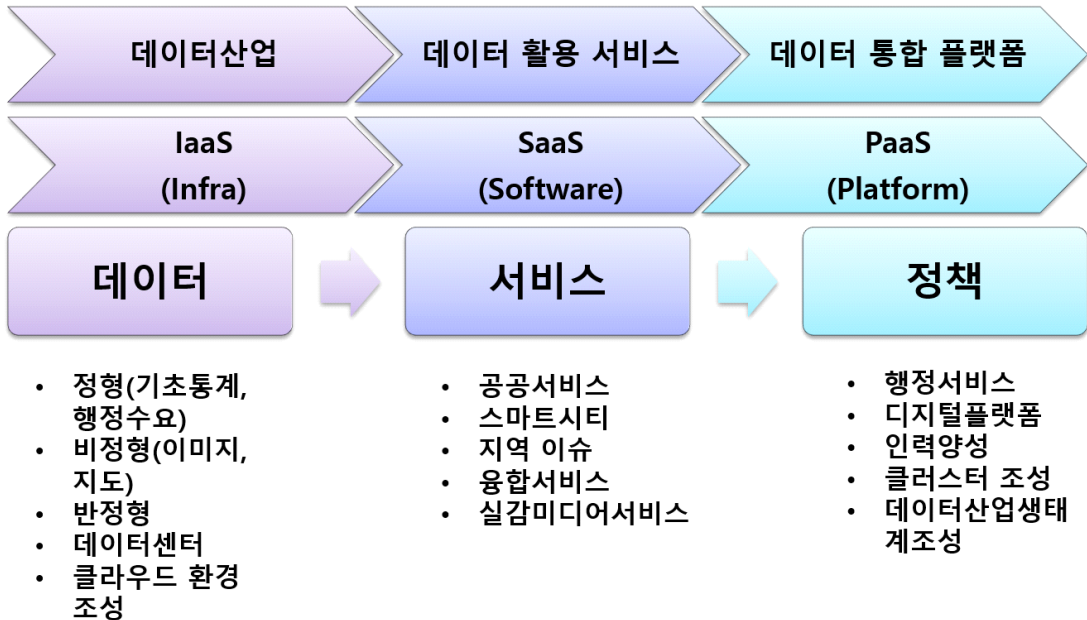 데이터산업
데이터 활용 서비스
데이터 통합 플랫폼
IaaS
(Infra)
SaaS
(Software)
PaaS
(Platform)
데이터
서비스
정책
• 정형(기초통계,
행정수요)
• 비정형(이미지,
지도)
• 반정형
• 데이터센터
• 클라우드 환경
조성
• 공공서비스
• 스마트시티
• 지역 이슈
• 융합서비스
• 실감미디어서비스
• 행정서비스
• 디지털플랫폼
• 인력양성
• 클러스터 조성
• 데이터산업생태
계조성